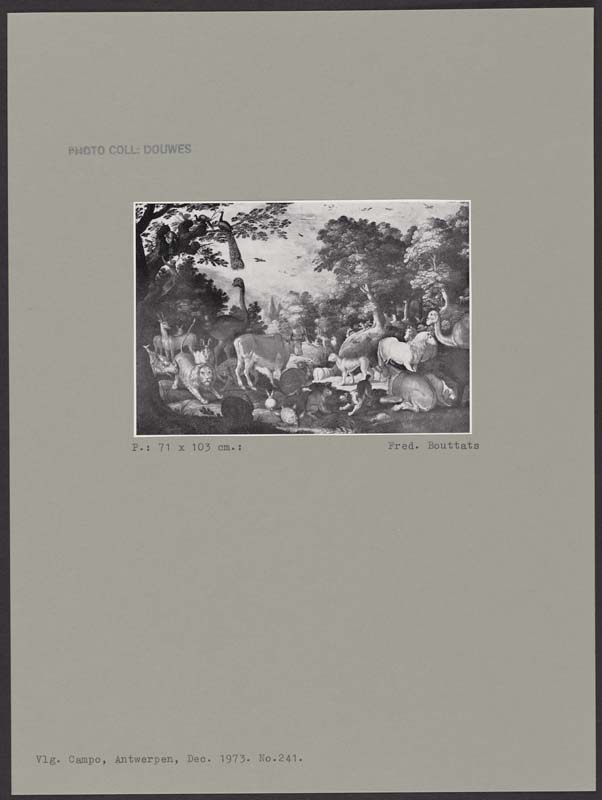 PHOTO COLL: DOUWES
P.: 71 x 103 cm.: Fred. Bouttats
Vlg. Campo, Antwerpen, Dec. 1973. No.241.